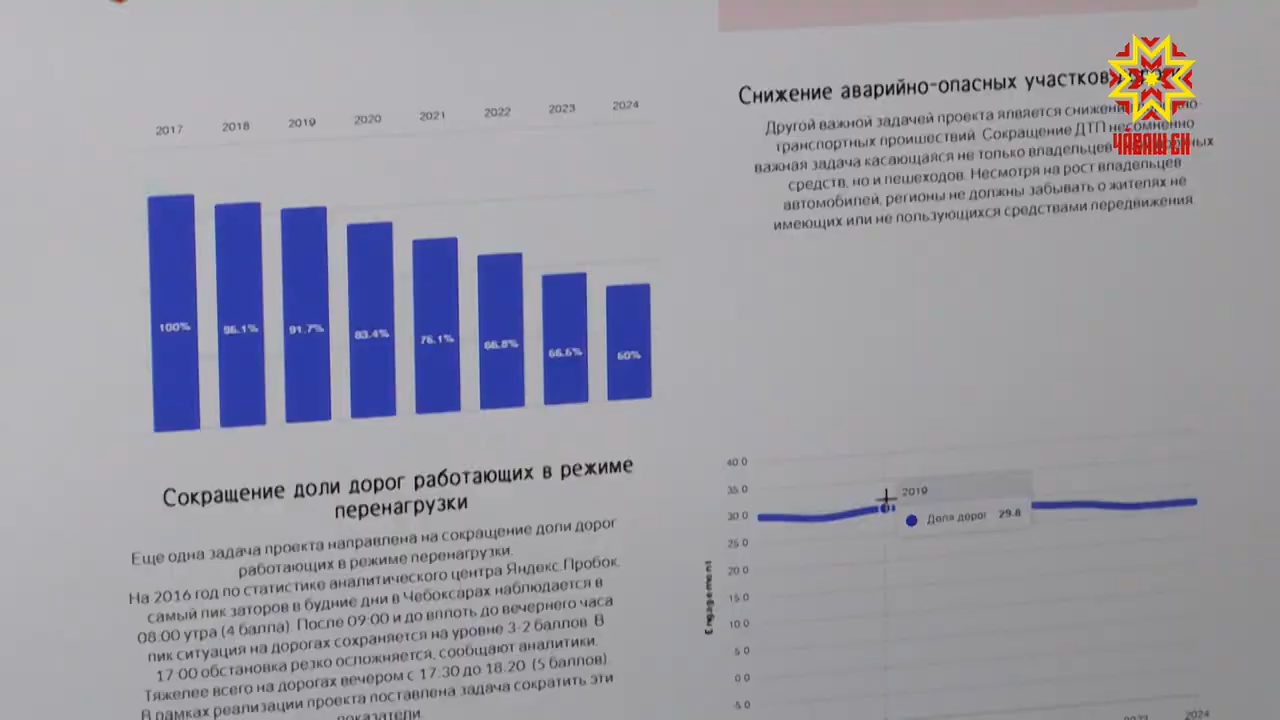 2017 2018 2019 2020 2021 2022 2023 2024
100% 96.1% 91.7% 83.4% 76.1% 66.8% 66.6% 60%
Сокращение доли дорог работающих в режиме
перенагрузки
Еще одна задача проекта направлена на сокращение доли дорог
работающих в режиме перенагрузки.
На 2016 год по статистике аналитического центра Яндекс.Пробок,
самый пик заторов в будние дни в Чебоксарах наблюдается в
08:00 утра (4 балла). После 09:00 и до вплоть до вечернего часа
пик ситуация на дорогах сохраняется на уровне 3-2 баллов. В
17:00 обстановка резко осложняется, сообщают аналитики.
Тяжелее всего на дорогах вечером с 17:30 до 18:20 (5 баллов).
В рамках реализации проекта поставлена задача сократить эти
показатели.
Снижение аварийно-опасных участков
Другой важной задачей проекта является
транспортных проишествий. Сокращение ДТП несомненно
важная задача касающаяся не только владельцев
средств, но и пешеходов. Несмотря на рост владельцев
автомобилей, регионы не должны забывать о жителях не
имеющих или не пользующихся средствами передвижения.
ЧӐВАШ ЕН
40.0
35.0
30.0
25.0
20.0
15.0
10.0
5.0
0.0
-5.0
Engagement
2019
Доля дорог 29.8
2023 2024